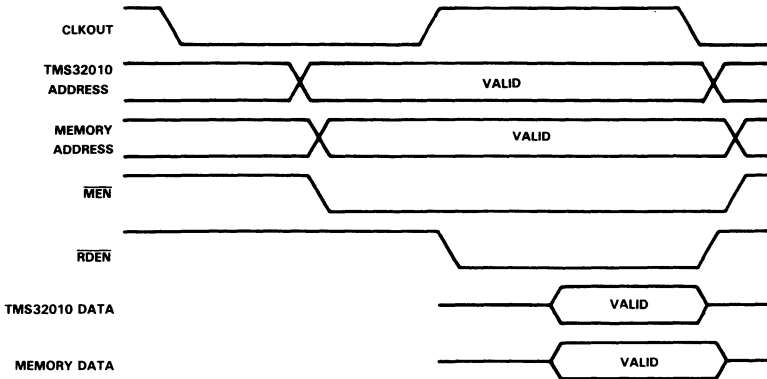 CLKOUT
TMS32010
ADDRESS
VALID
MEMORY
ADDRESS
VALID
MEN
RDEN
TMS32010 DATA
VALID
MEMORY DATA
VALID